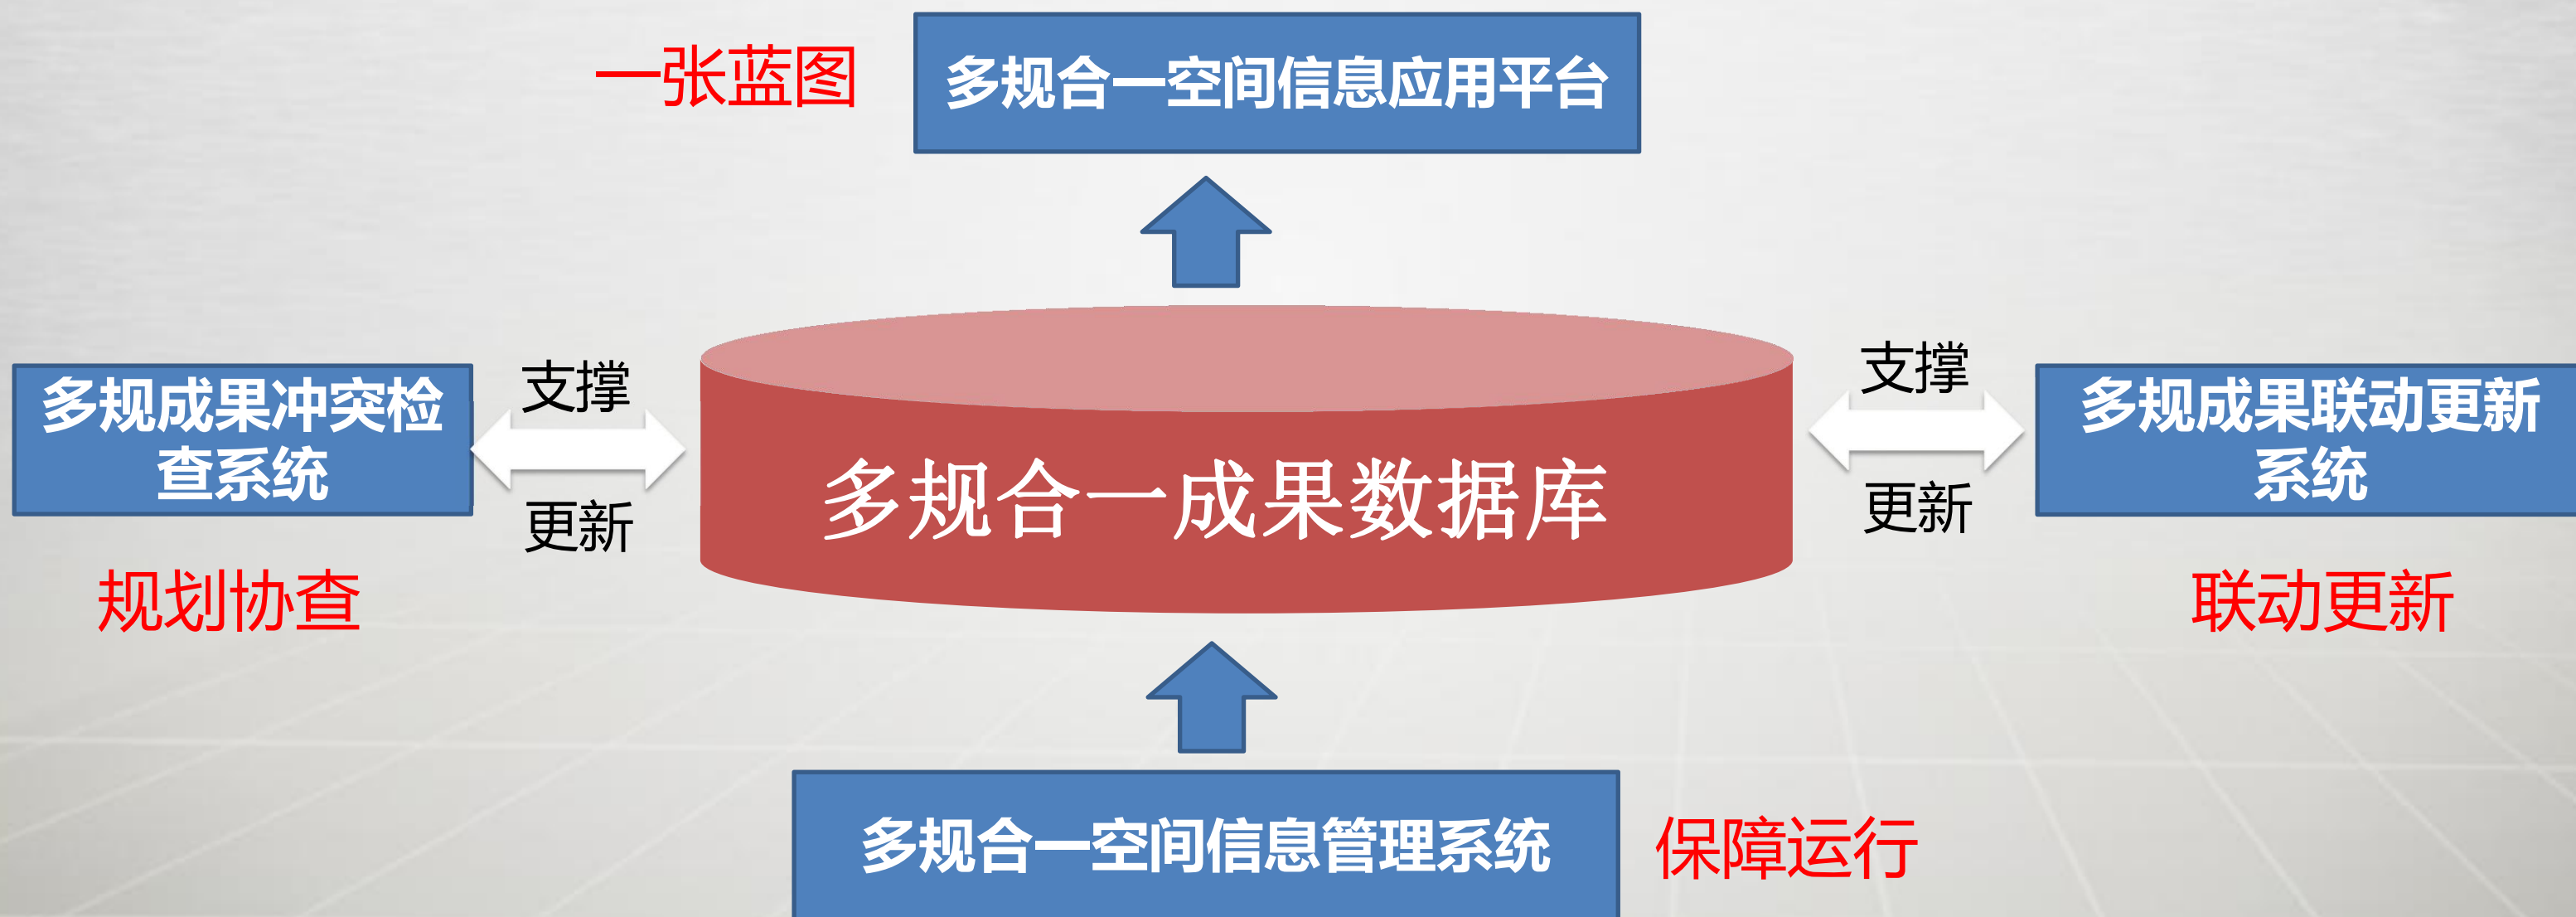 一张蓝图
多规合一空间信息应用平台
多规成果冲突检
查系统
支撑
更新
规划协查
多规合一成果数据库
支撑
更新
多规成果联动更新
系统
联动更新
多规合一空间信息管理系统
保障运行